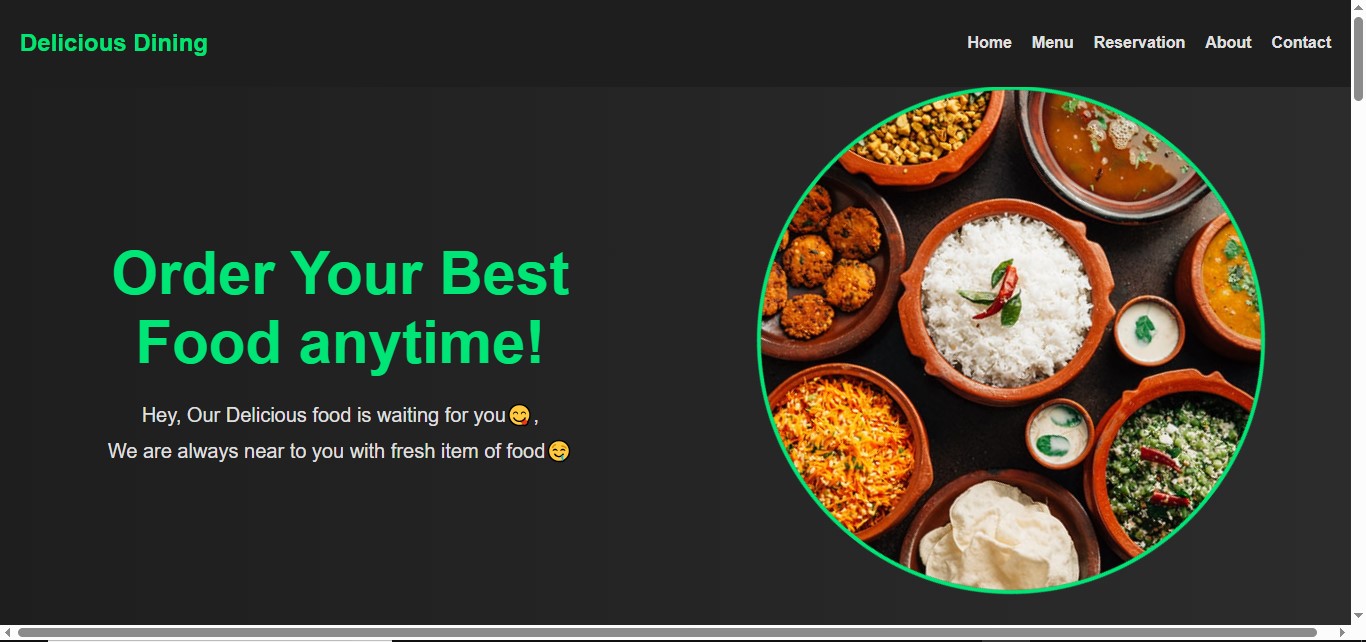 Delicious Dining
Home Menu Reservation About Contact
Order Your Best
Food anytime!
Hey, Our Delicious food is waiting for you😋,
We are always near to you with fresh item of food😋